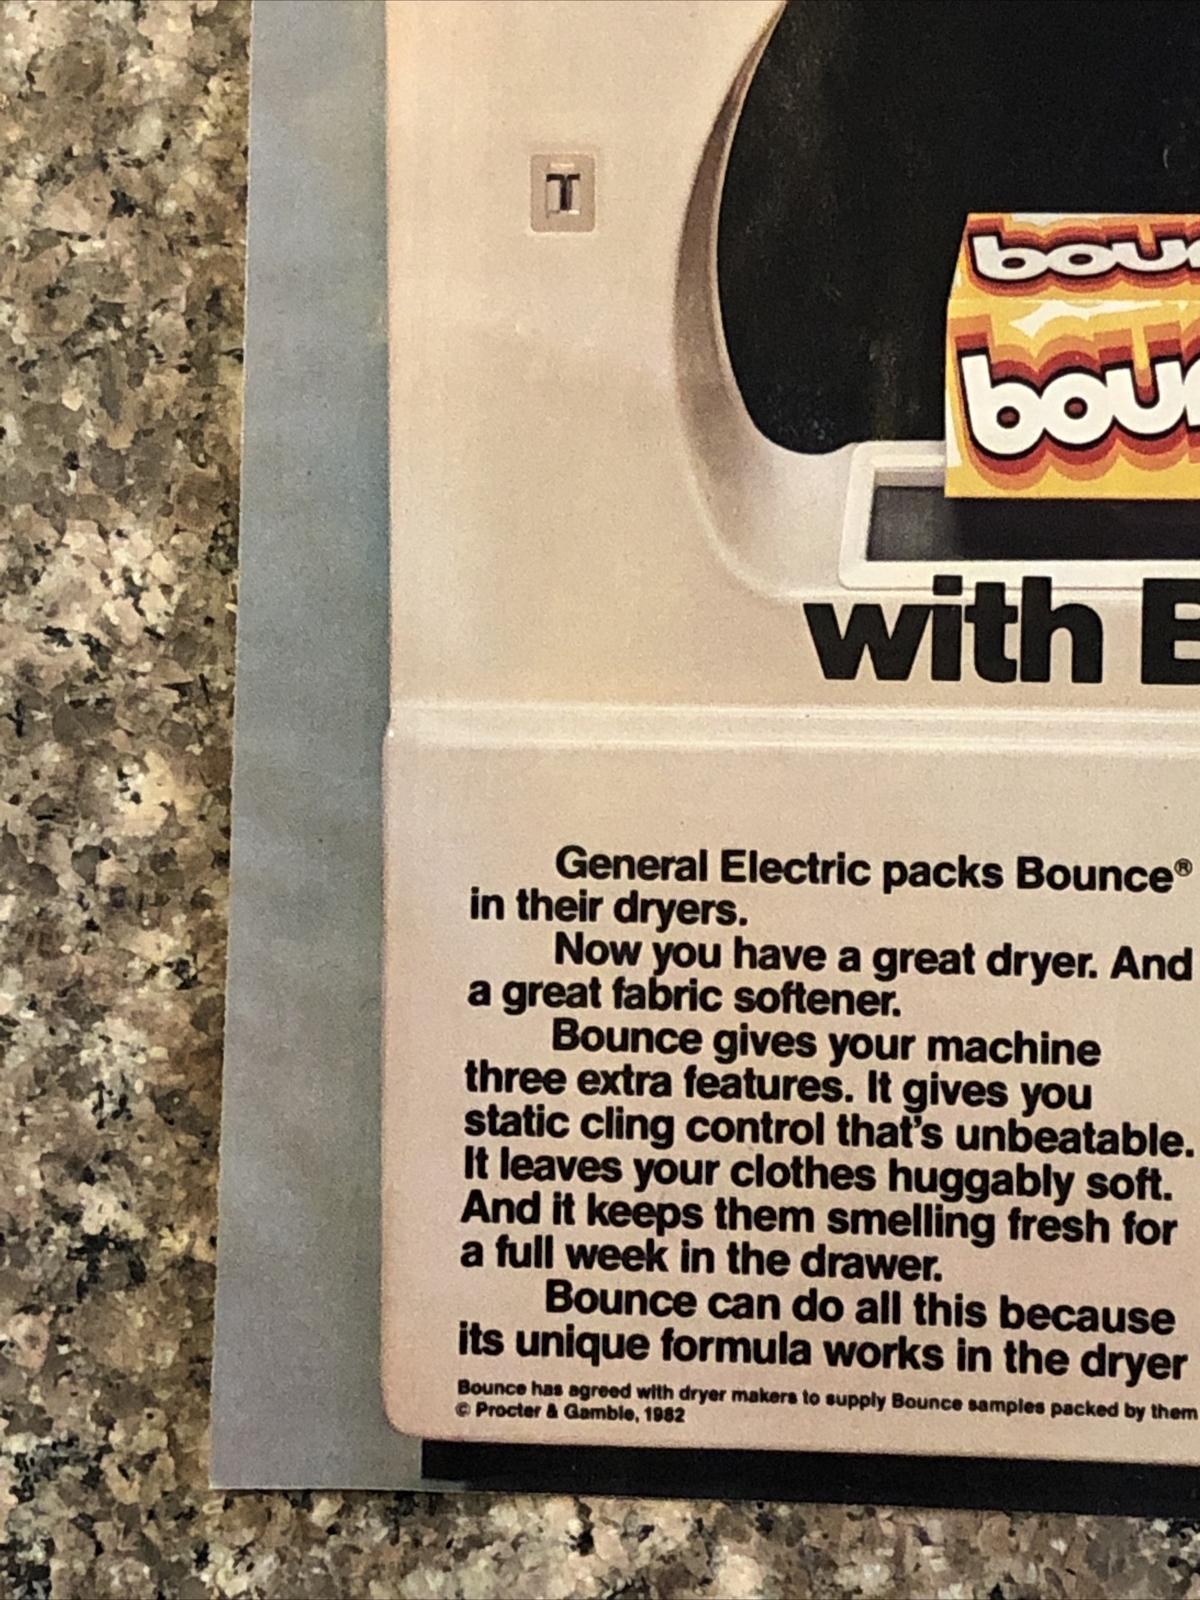 boun
boun
with B
General Electric packs Bounce®
in their dryers.
Now you have a great dryer. And
a great fabric softener.
Bounce gives your machine
three extra features. It gives you
static cling control that's unbeatable.
It leaves your clothes huggably soft.
And it keeps them smelling fresh for
a full week in the drawer.
Bounce can do all this because
its unique formula works in the dryer
Bounce has agreed with dryer makers to supply Bounce samples packed by them
© Procter & Gamble, 1982